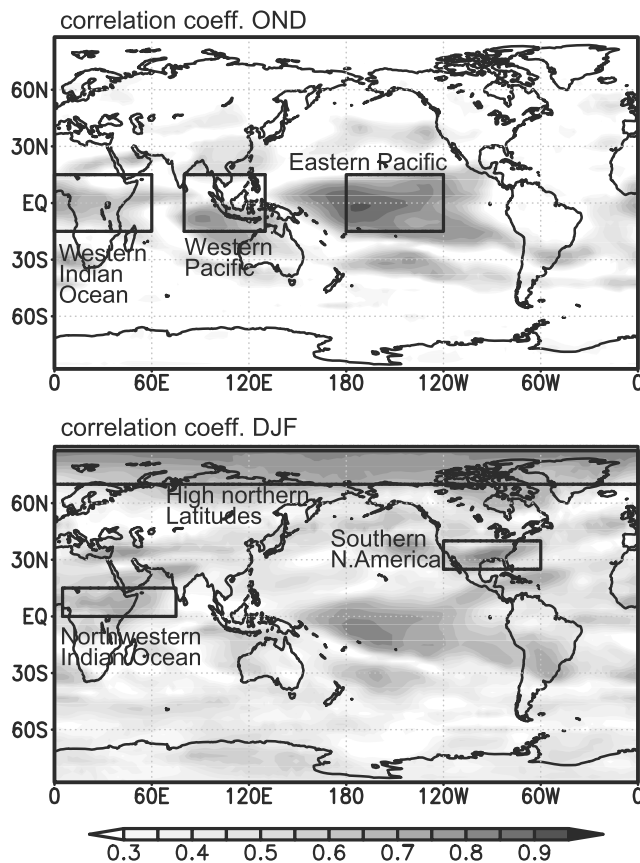 correlation coeff. OND
60N
30N
EQ
30S
60S
Eastern Pacific
Western
Indian
Ocean
Western
Pacific
0 60E 120E 180 120W 60W 0
correlation coeff. DJF
60N
30N
EQ
30S
60S
High northern
Latitudes
Southern
N.America
Northwestern
Indian Ocean
0 60E 120E 180 120W 60W 0
0.3 0.4 0.5 0.6 0.7 0.8 0.9